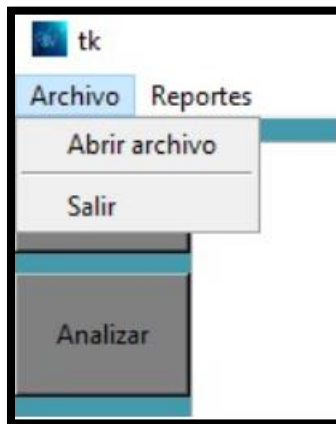 tk
Archivo Reportes
Abrir archivo
Salir
Analizar